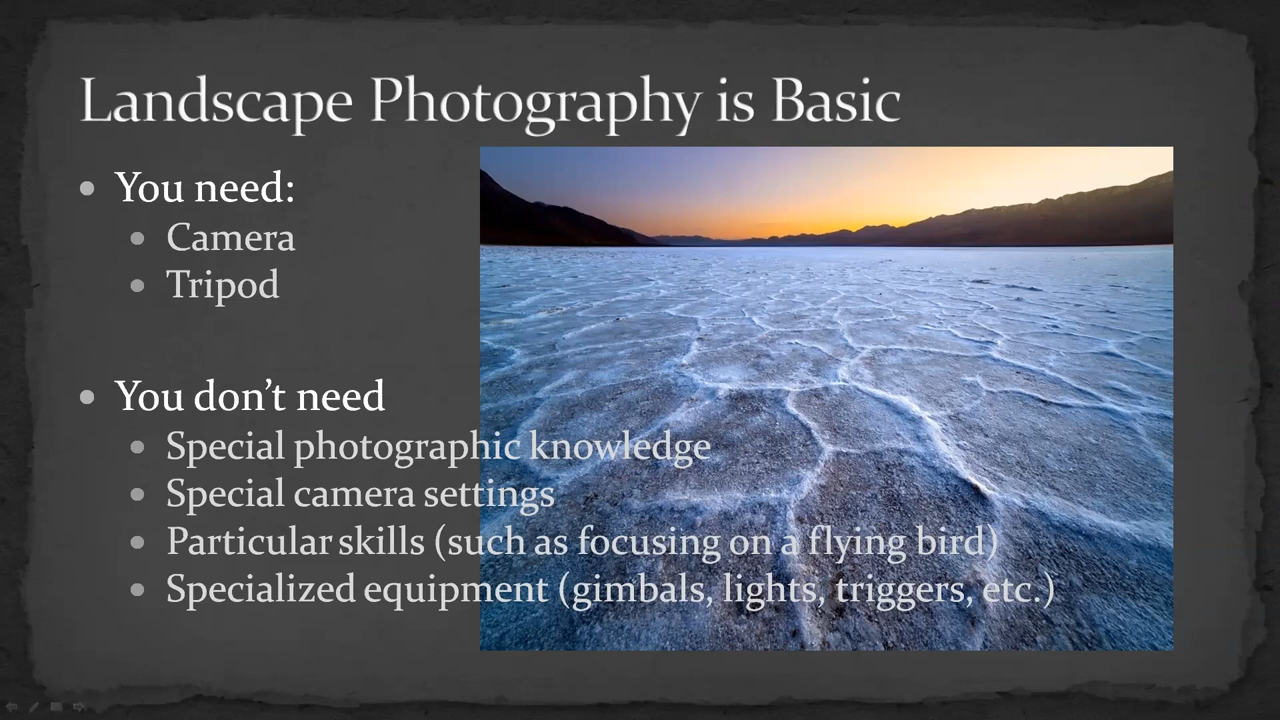 Landscape Photography is Basic
You need:
Camera
Tripod
You don't need
Special photographic knowledge
Special camera settings
Particular skills (such as focusing on a flying bird)
Specialized equipment (gimbals, lights, triggers, etc.)